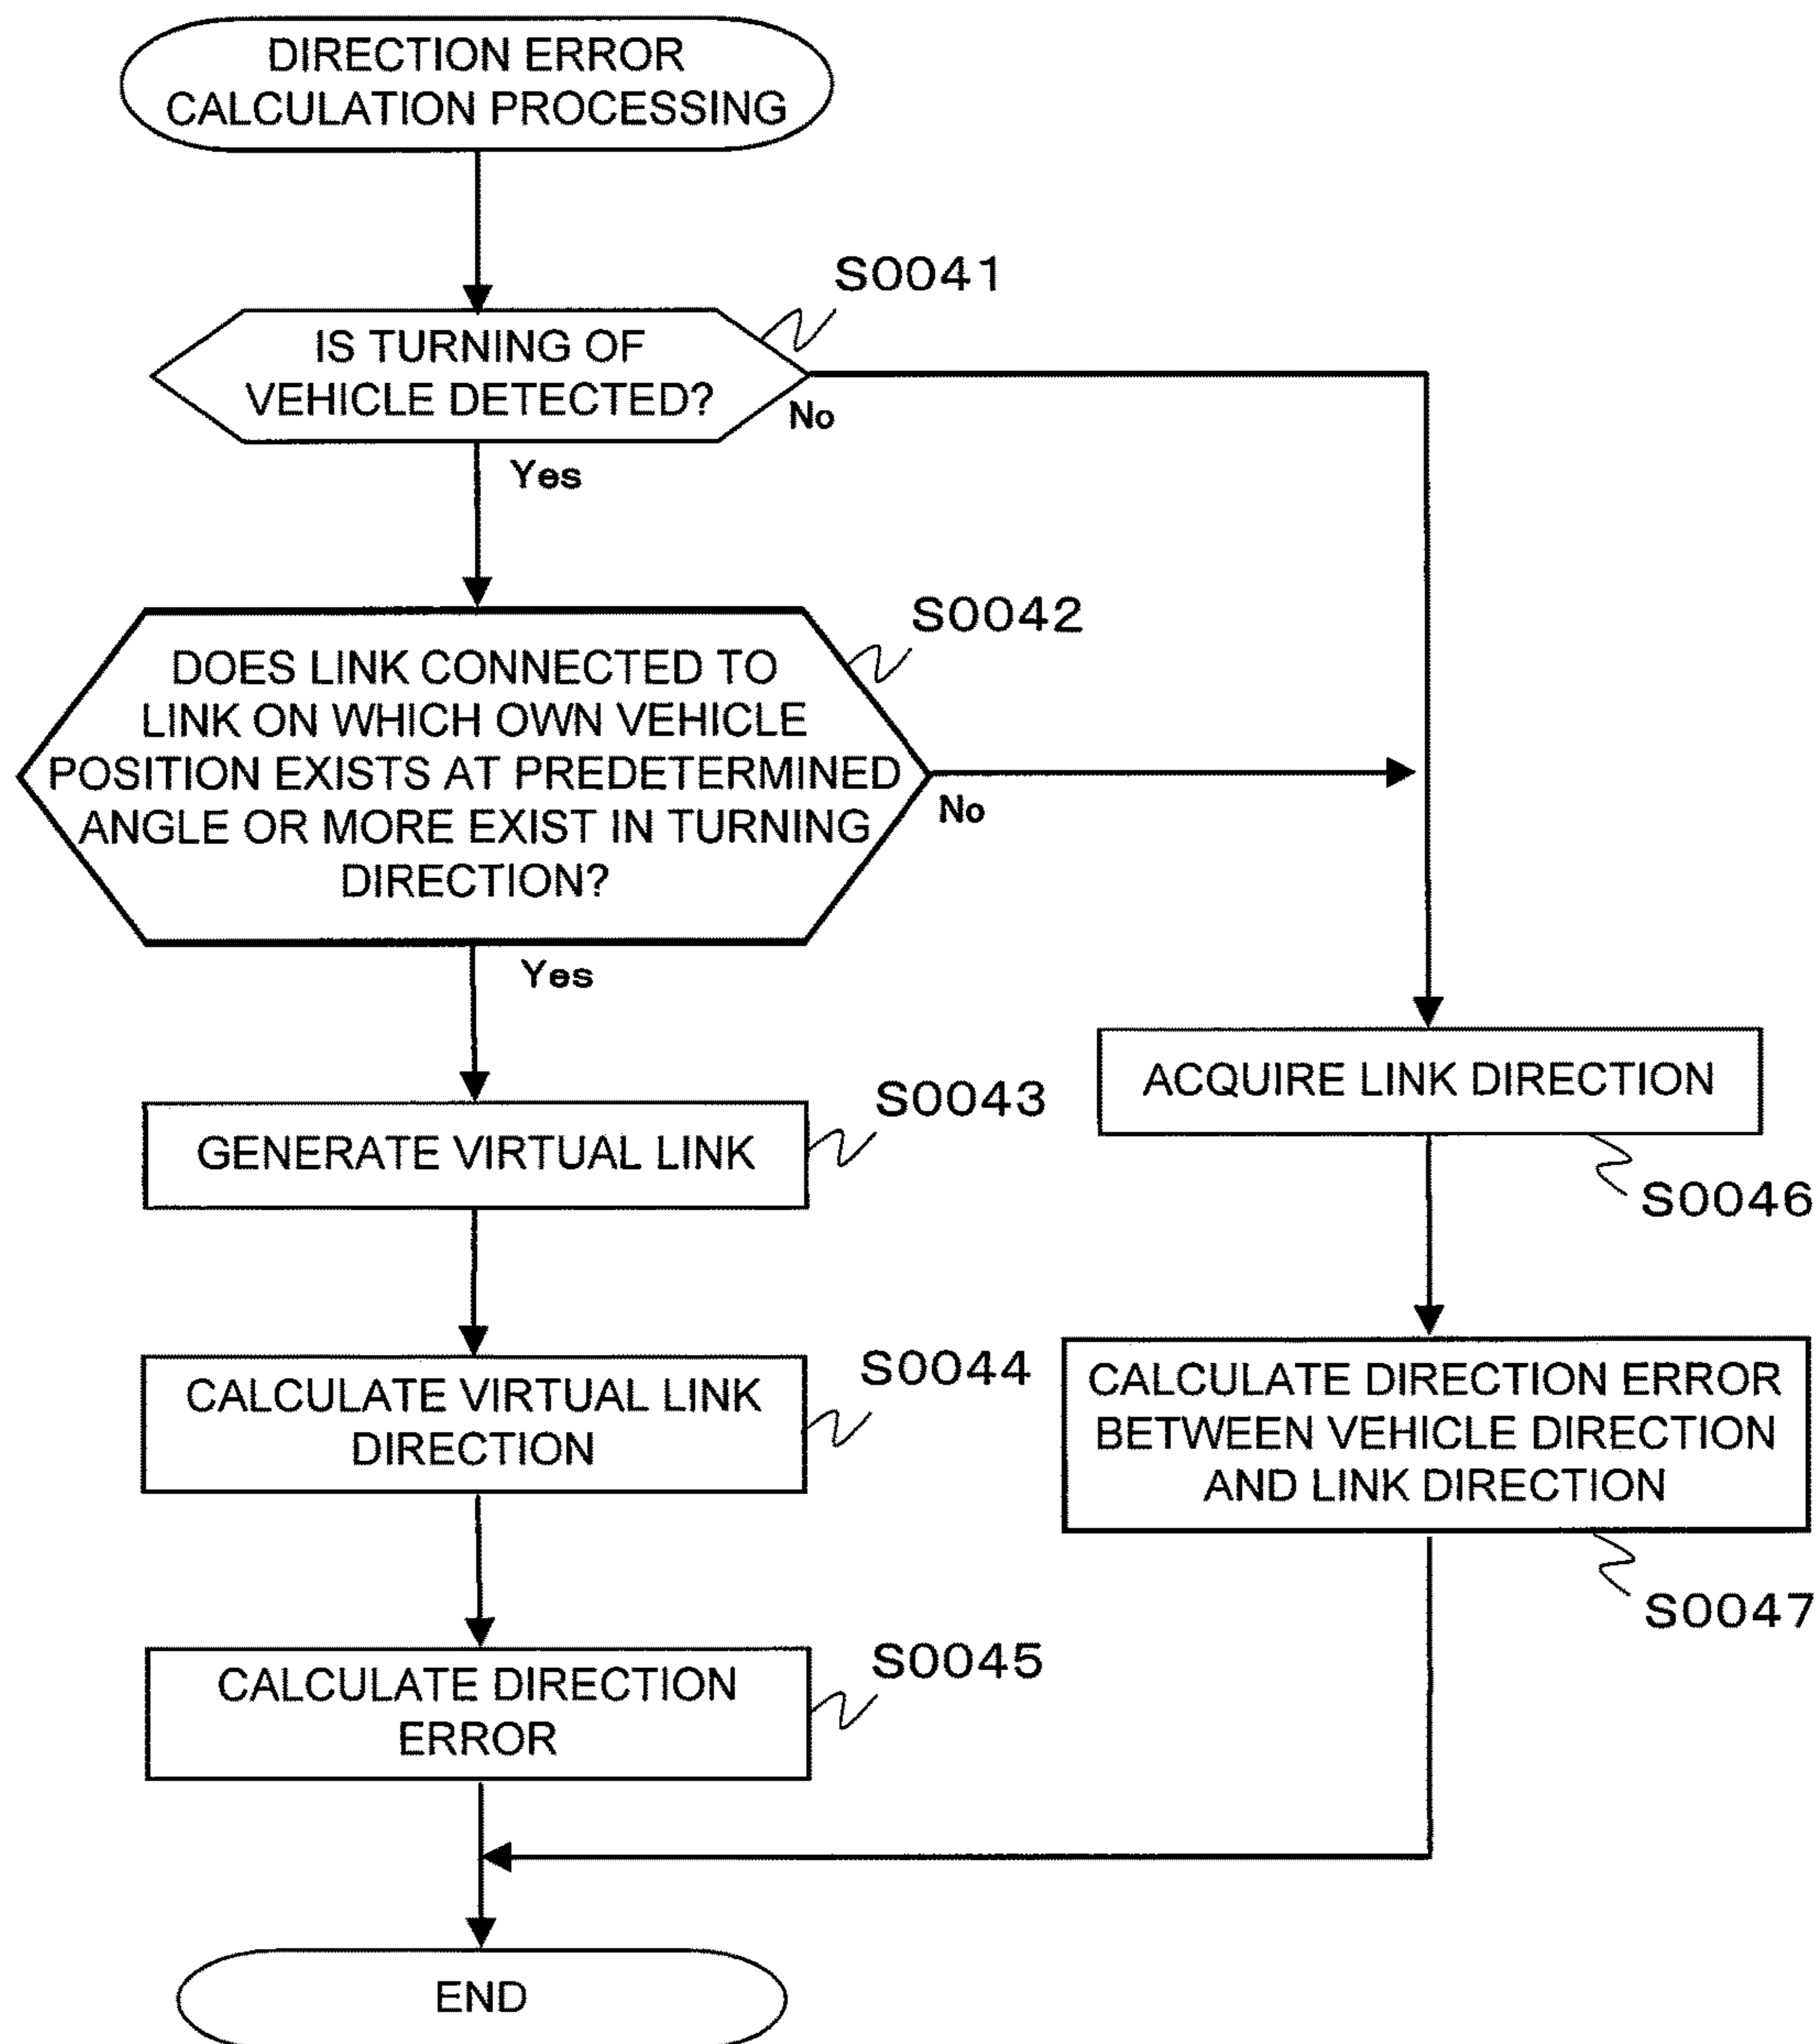 DIRECTION ERROR
CALCULATION PROCESSING
S0041
IS TURNING OF
VEHICLE DETECTED?
No
Yes
S0042
DOES LINK CONNECTED TO
LINK ON WHICH OWN VEHICLE
POSITION EXISTS AT PREDETERMINED
ANGLE OR MORE EXIST IN TURNING
DIRECTION?
No
Yes
S0043
GENERATE VIRTUAL LINK
S0044
CALCULATE VIRTUAL LINK
DIRECTION
S0045
CALCULATE DIRECTION
ERROR
ACQUIRE LINK DIRECTION
S0046
CALCULATE DIRECTION ERROR
BETWEEN VEHICLE DIRECTION
AND LINK DIRECTION
S0047
END